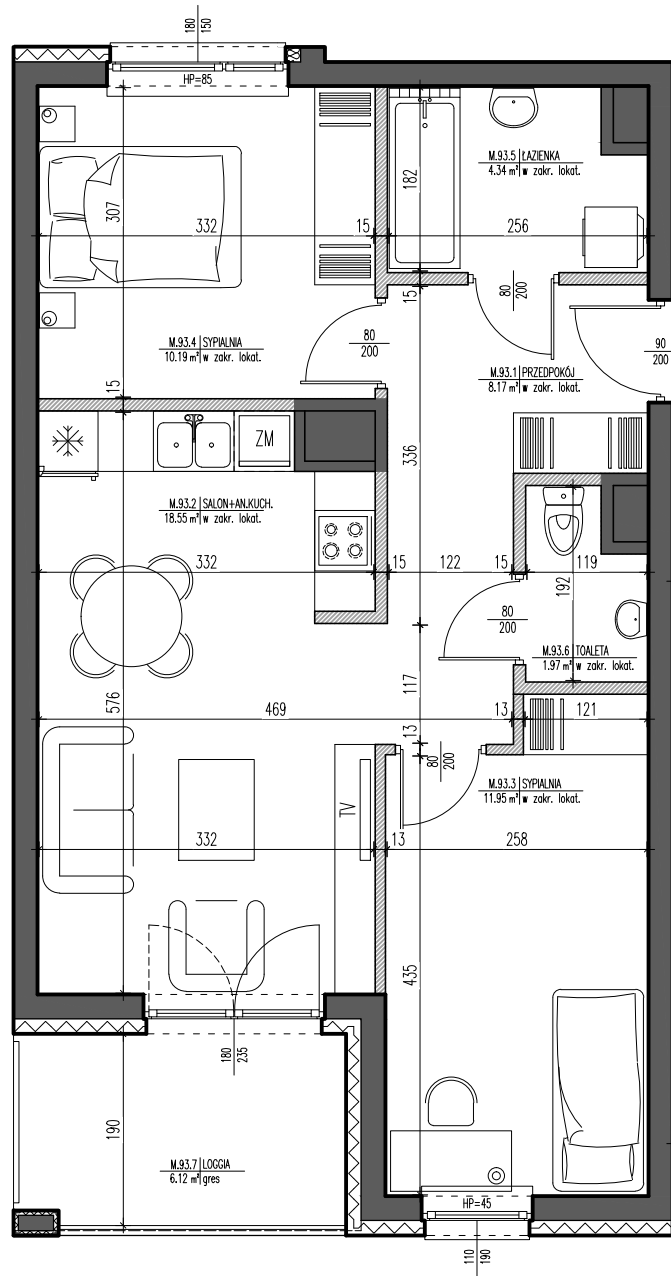 180
150
HP=85
M.93.5 ŁAZIENKA
4.34 m² w zakr. lokat.
182
307
332
15
256
15
80
200
M.93.4 SYPIALNIA
10.19 m² w zakr. lokat.
80
200
90
200
M.93.1 PRZEDPOKÓJ
8.17 m² w zakr. lokat.
15
ZM
336
M.93.2 SALON+AN.KUCH.
18.55 m² w zakr. lokat.
332
15
122
15
119
192
80
200
M.93.6 TOALETA
1.97 m² w zakr. lokat.
576
117
469
13
121
13
80
200
M.93.3 SYPIALNIA
11.95 m² w zakr. lokat.
TV
332
13
258
435
180
235
190
M.93.7 LOGGIA
6.12 m² gres
HP=45
110
190